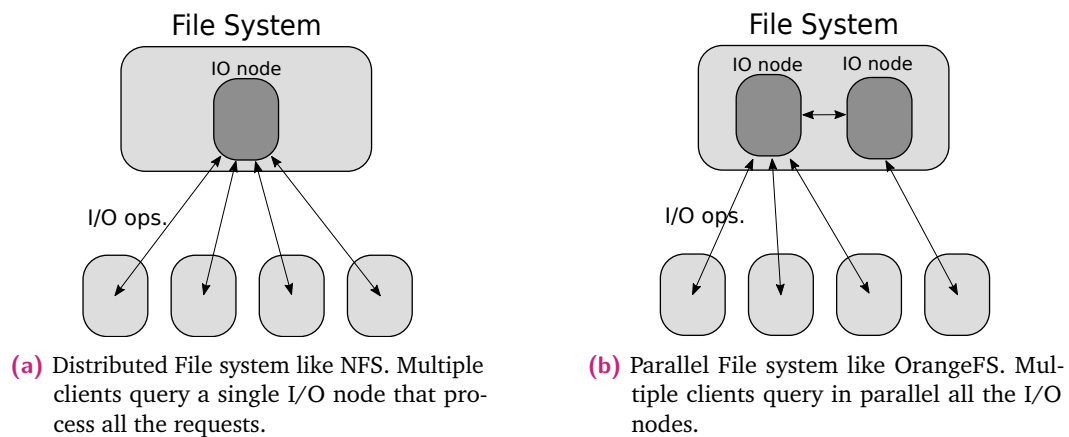 File System
IO node
I/O ops.
(a) Distributed File system like NFS. Multiple
clients query a single I/O node that pro-
cess all the requests.
File System
IO node
IO node
I/O ops.
(b) Parallel File system like OrangeFS. Mul-
tiple clients query in parallel all the I/O
nodes.